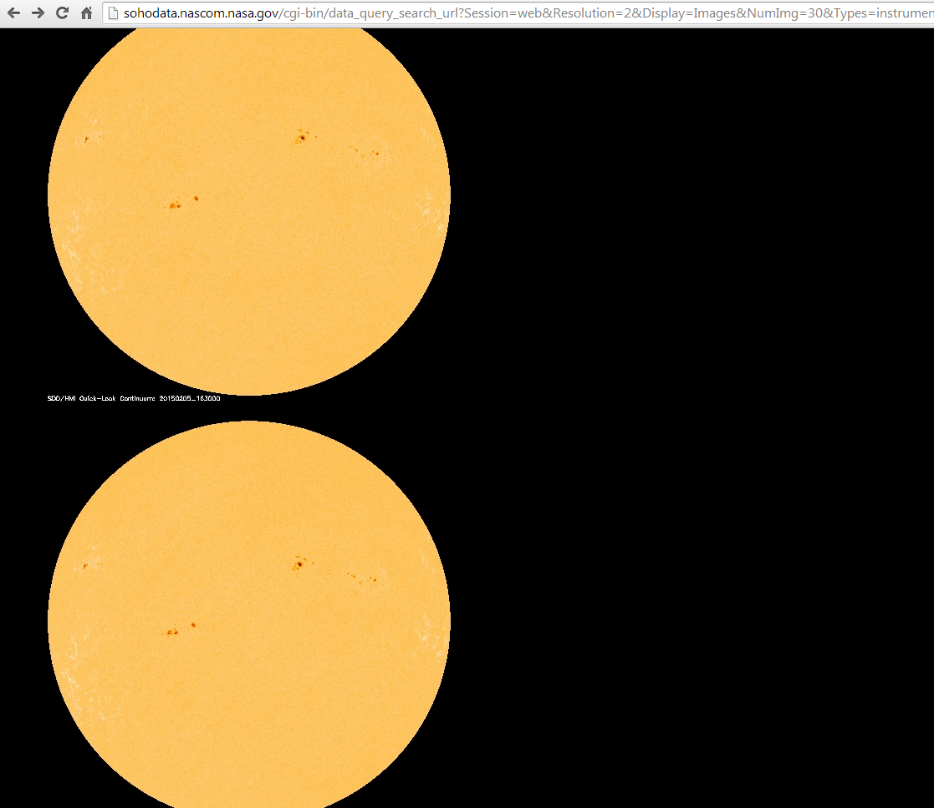 sohodata.nascom.nasa.gov/cgi-bin/data_query_search_url?Session=web&Resolution=2&Display=Images&NumImg=30&Types=instrumen
SDO/HMI Quick-Look Continuum: 20150205_163000